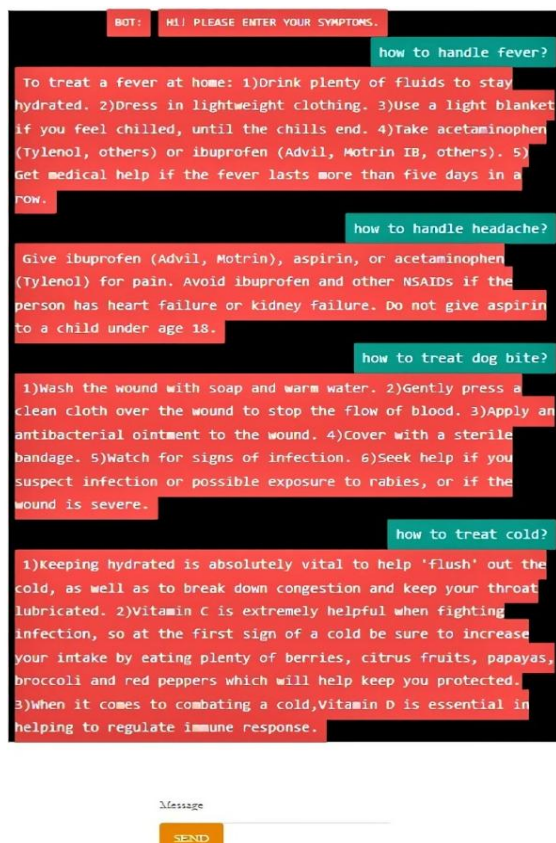 BOT: Hi! PLEASE ENTER YOUR SYMPTOMS.
how to handle fever?
To treat a fever at home: 1)Drink plenty of fluids to stay
hydrated. 2)Dress in lightweight clothing. 3)Use a light blanket
if you feel chilled, until the chills end. 4)Take acetaminophen
(Tylenol, others) or ibuprofen (Advil, Motrin IB, others). 5)
Get medical help if the fever lasts more than five days in a
row.
how to handle headache?
Give ibuprofen (Advil, Motrin), aspirin, or acetaminophen
(Tylenol) for pain. Avoid ibuprofen and other NSAIDs if the
person has heart failure or kidney failure. Do not give aspirin
to a child under age 18.
how to treat dog bite?
1)Wash the wound with soap and warm water. 2)Gently press a
clean cloth over the wound to stop the flow of blood. 3)Apply an
antibacterial ointment to the wound. 4)Cover with a sterile
bandage. 5)Watch for signs of infection. 6)Seek help if you
suspect infection or possible exposure to rabies, or if the
wound is severe.
how to treat cold?
1)Keeping hydrated is absolutely vital to help 'flush' out the
cold, as well as to break down congestion and keep your throat
lubricated. 2)Vitamin C is extremely helpful when fighting
infection, so at the first sign of a cold be sure to increase
your intake by eating plenty of berries, citrus fruits, papayas,
broccoli and red peppers which will help keep you protected.
3)When it comes to combating a cold,Vitamin D is essential in
helping to regulate immune response.
Message
SEND